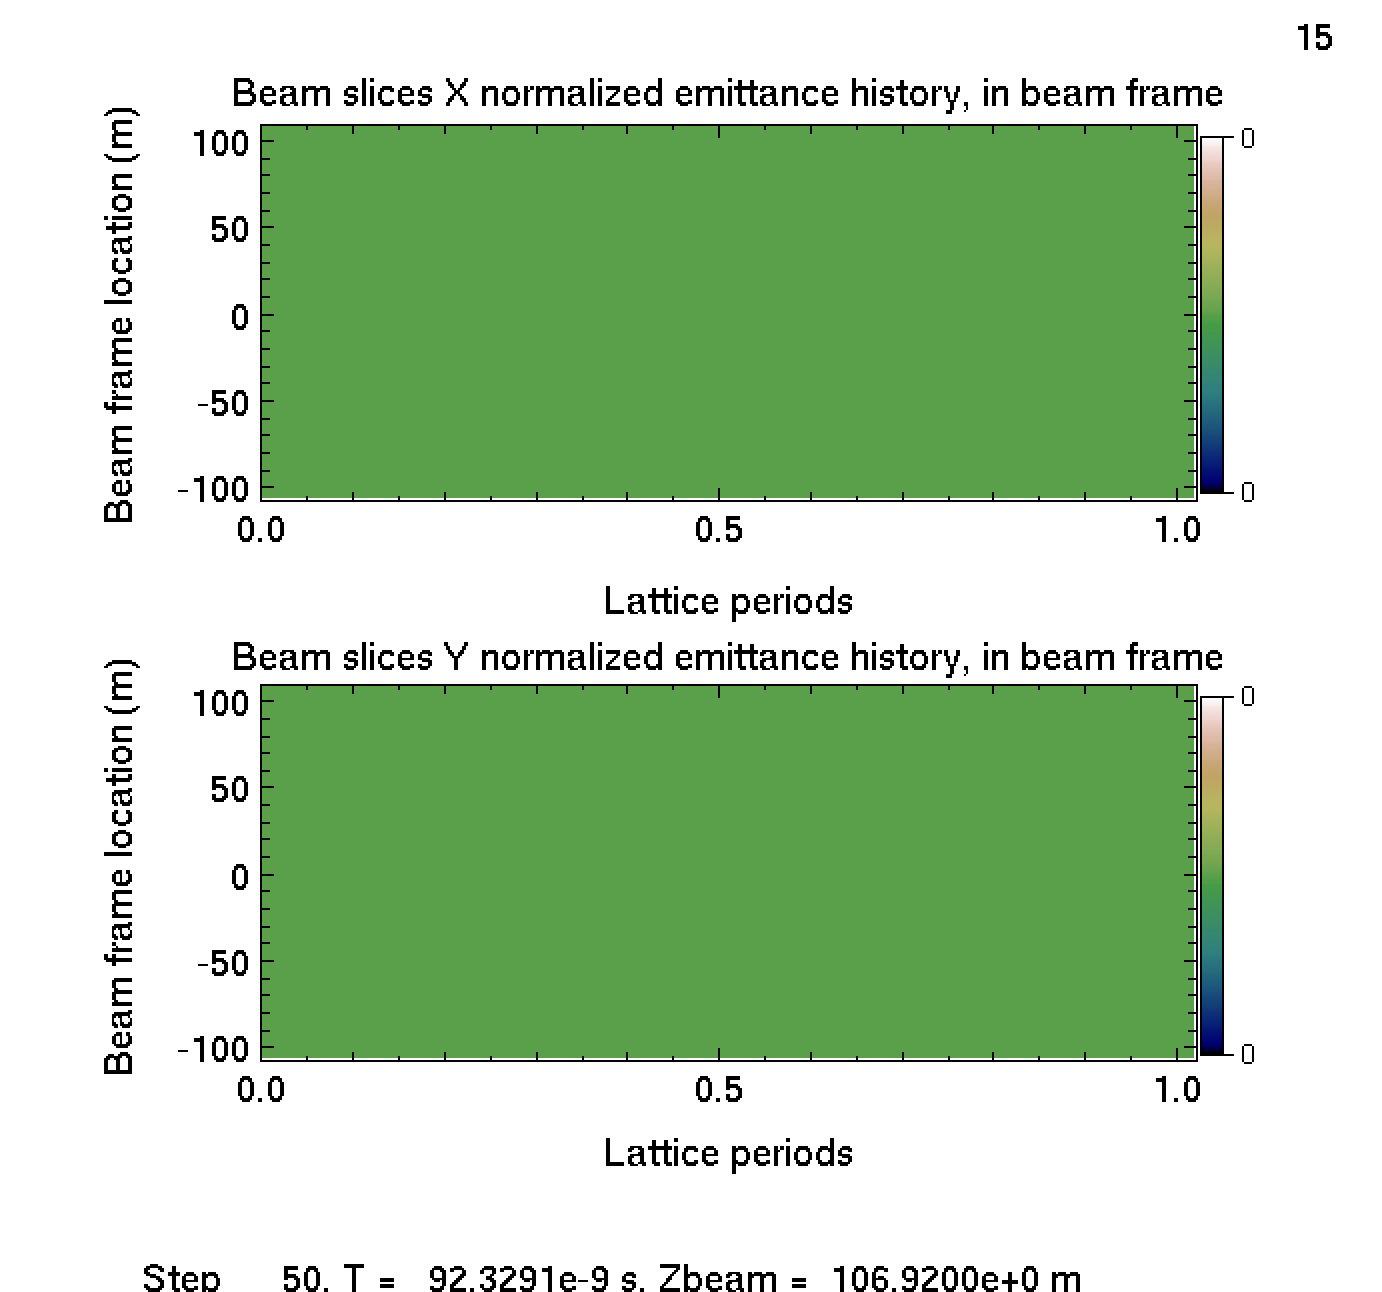 15
Beam slices X normalized emittance history, in beam frame
Beam frame location (m)
100
50
0
-50
-100
0
0
0.0 0.5 1.0
Lattice periods
Beam slices Y normalized emittance history, in beam frame
Beam frame location (m)
100
50
0
-50
-100
0
0
0.0 0.5 1.0
Lattice periods
Step 50. T = 92.3291e-9 s. Zbeam = 106.9200e+0 m